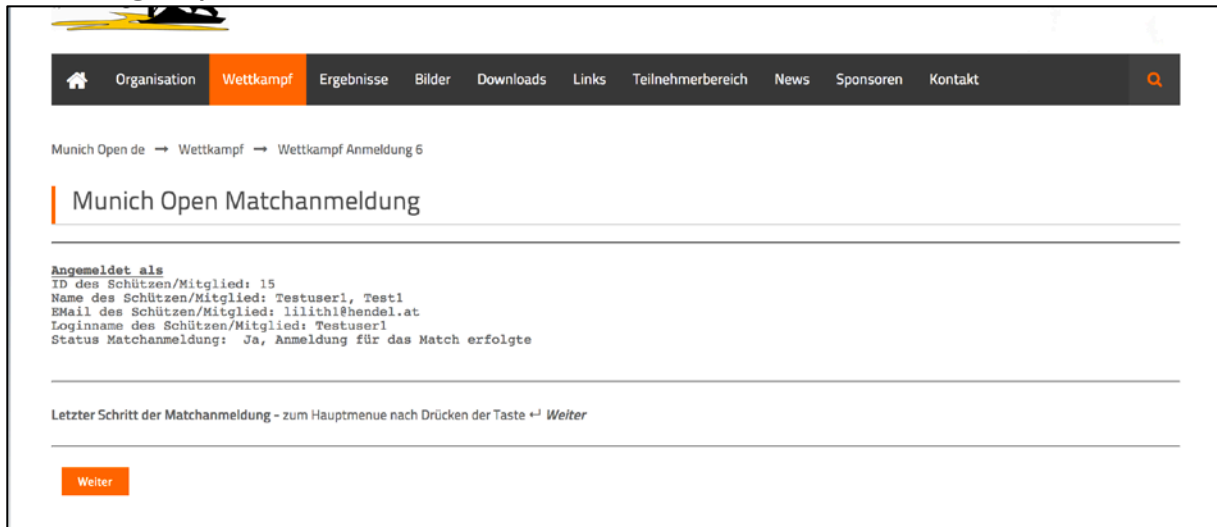 Organisation Wettkampf Ergebnisse Bilder Downloads Links Teilnehmerbereich News Sponsoren Kontakt
Munich Open de → Wettkampf → Wettkampf Anmeldung 6
Munich Open Matchanmeldung
Angemeldet als
ID des Schützen/Mitglied: 15
Name des Schützen/Mitglied: Testuser1, Test1
EMail des Schützen/Mitglied: lilith1@hendel.at
Loginname des Schützen/Mitglied: Testuser1
Status Matchanmeldung: Ja, Anmeldung für das Match erfolgte
Letzter Schritt der Matchanmeldung - zum Hauptmenue nach Drücken der Taste ↵ Weiter
Weiter